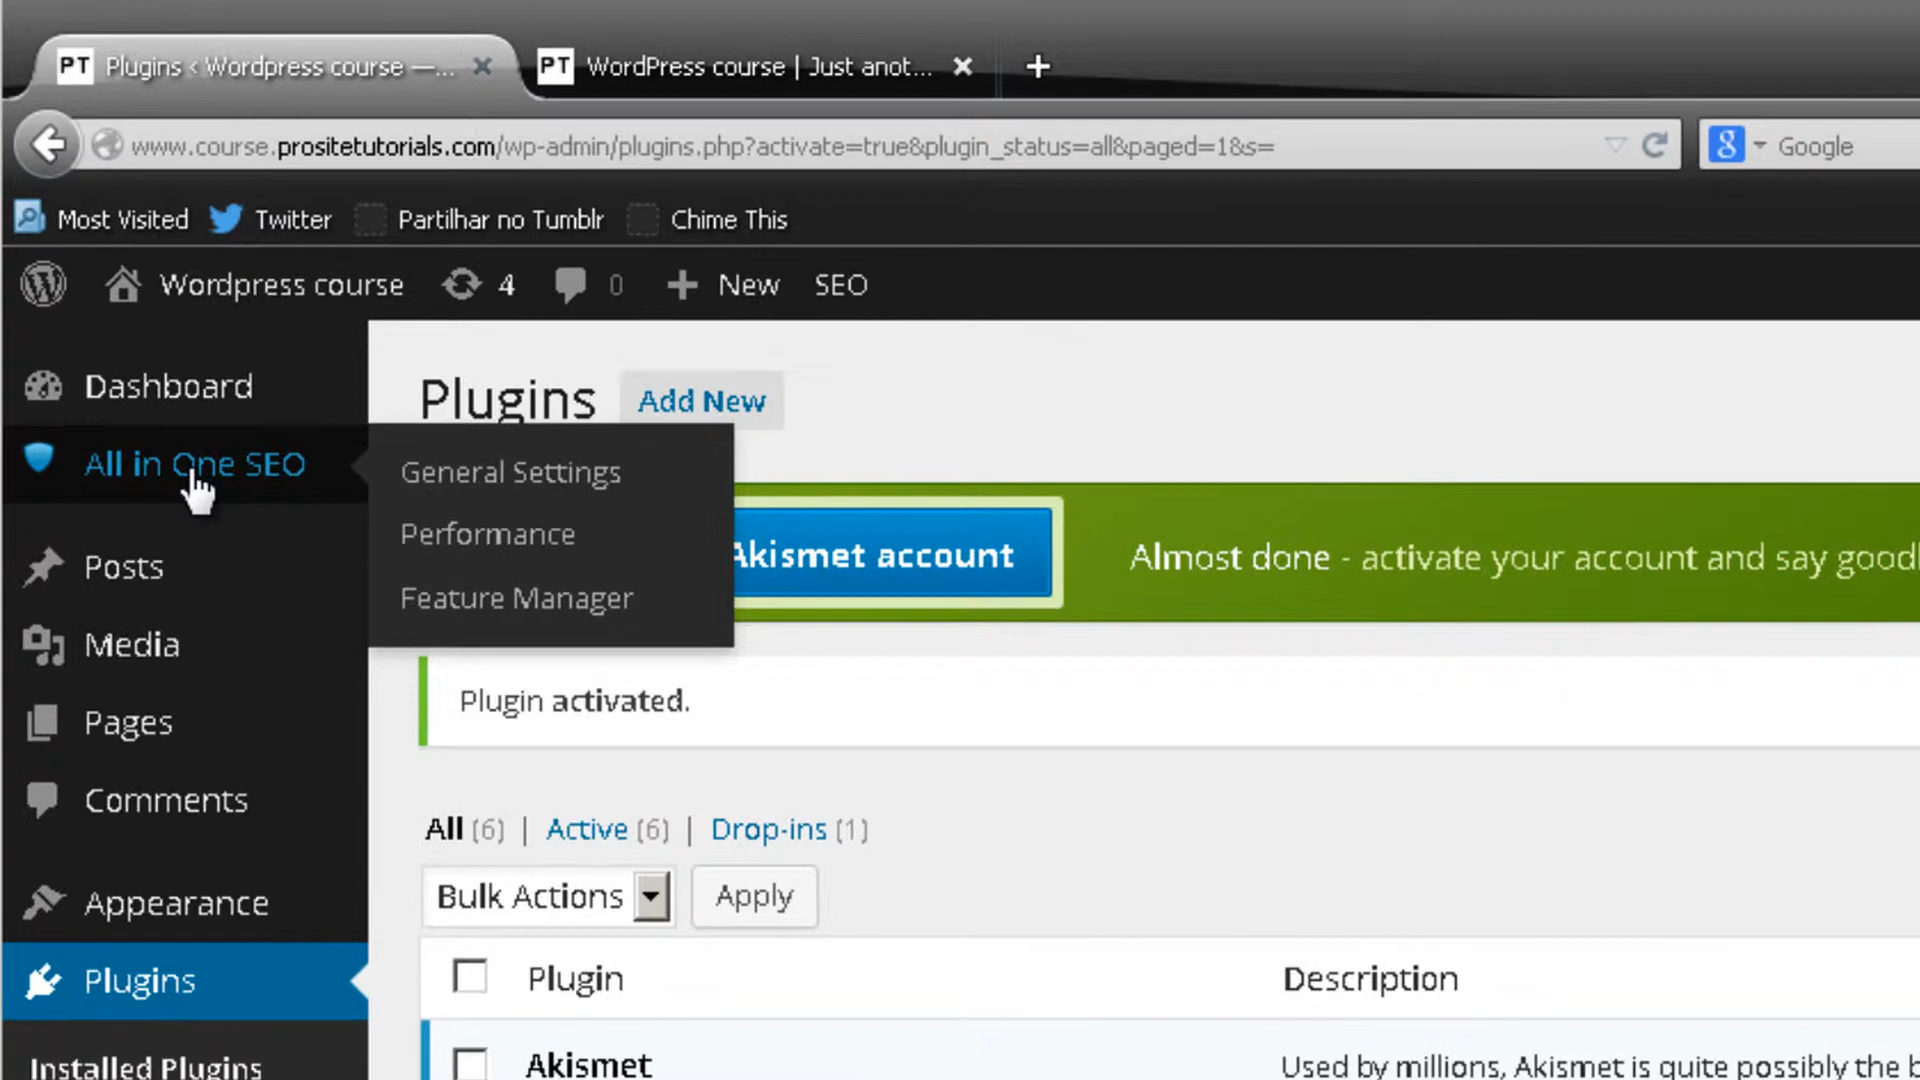 PT Plugins ‹ Wordpress course —...
PT WordPress course | Just anot...
www.course.prositetutorials.com/wp-admin/plugins.php?activate=true&plugin_status=all&paged=1&s=
8 Google
Most Visited Twitter Partilhar no Tumblr Chime This
Wordpress course 4 0 New SEO
Dashboard
All in One SEO
Posts
Media
Pages
Comments
Appearance
Plugins
Installed Plugins
General Settings
Performance
Feature Manager
Plugins Add New
Akismet account
Almost done - activate your account and say
Plugin activated.
All (6) | Active (6) | Drop-ins (1)
Bulk Actions Apply
Plugin Description
Akismet Used by millions, Akismet is quite possibly the